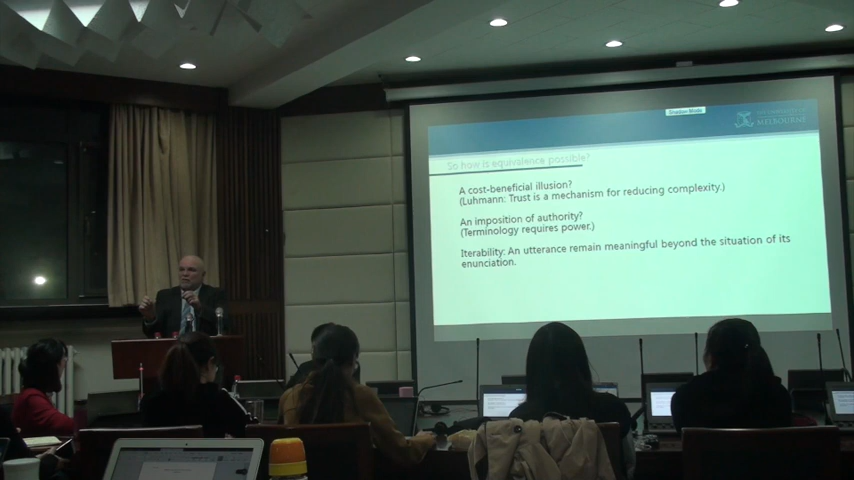 MELBOURNE
So how is equivalence possible?
A cost-beneficial illusion?
(Luhmann: Trust is a mechanism for reducing complexity.)
An imposition of authority?
(Terminology requires power.)
Iterability: An utterance remain meaningful beyond the situation of its
enunciation.